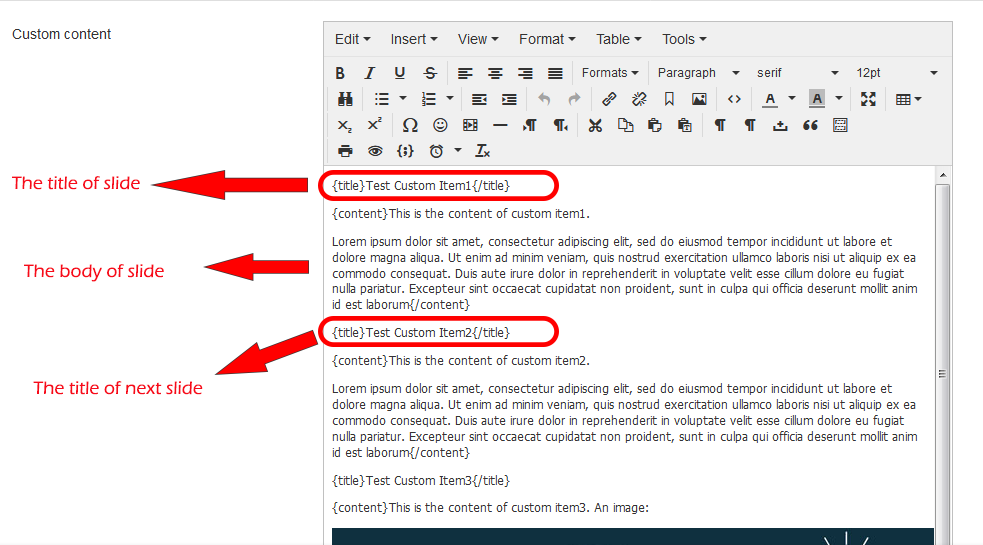 Custom content
Edit Insert View Format Table Tools
B I U S Formats Paragraph serif 12pt
The title of slide
{title}Test Custom Item1{/title}
{content}This is the content of custom item1.
The body of slide
Lorem ipsum dolor sit amet, consectetur adipiscing elit, sed do eiusmod tempor incididunt ut labore et
dolore magna aliqua. Ut enim ad minim veniam, quis nostrud exercitation ullamco laboris nisi ut aliquip ex ea
commodo consequat. Duis aute irure dolor in reprehenderit in voluptate velit esse cillum dolore eu fugiat
nulla pariatur. Excepteur sint occaecat cupidatat non proident, sunt in culpa qui officia deserunt mollit anim
id est laborum{/content}
{title}Test Custom Item2{/title}
The title of next slide
{content}This is the content of custom item2.
Lorem ipsum dolor sit amet, consectetur adipiscing elit, sed do eiusmod tempor incididunt ut labore et
dolore magna aliqua. Ut enim ad minim veniam, quis nostrud exercitation ullamco laboris nisi ut aliquip ex ea
commodo consequat. Duis aute irure dolor in reprehenderit in voluptate velit esse cillum dolore eu fugiat
nulla pariatur. Excepteur sint occaecat cupidatat non proident, sunt in culpa qui officia deserunt mollit anim
id est laborum{/content}
{title}Test Custom Item3{/title}
{content}This is the content of custom item3. An image: